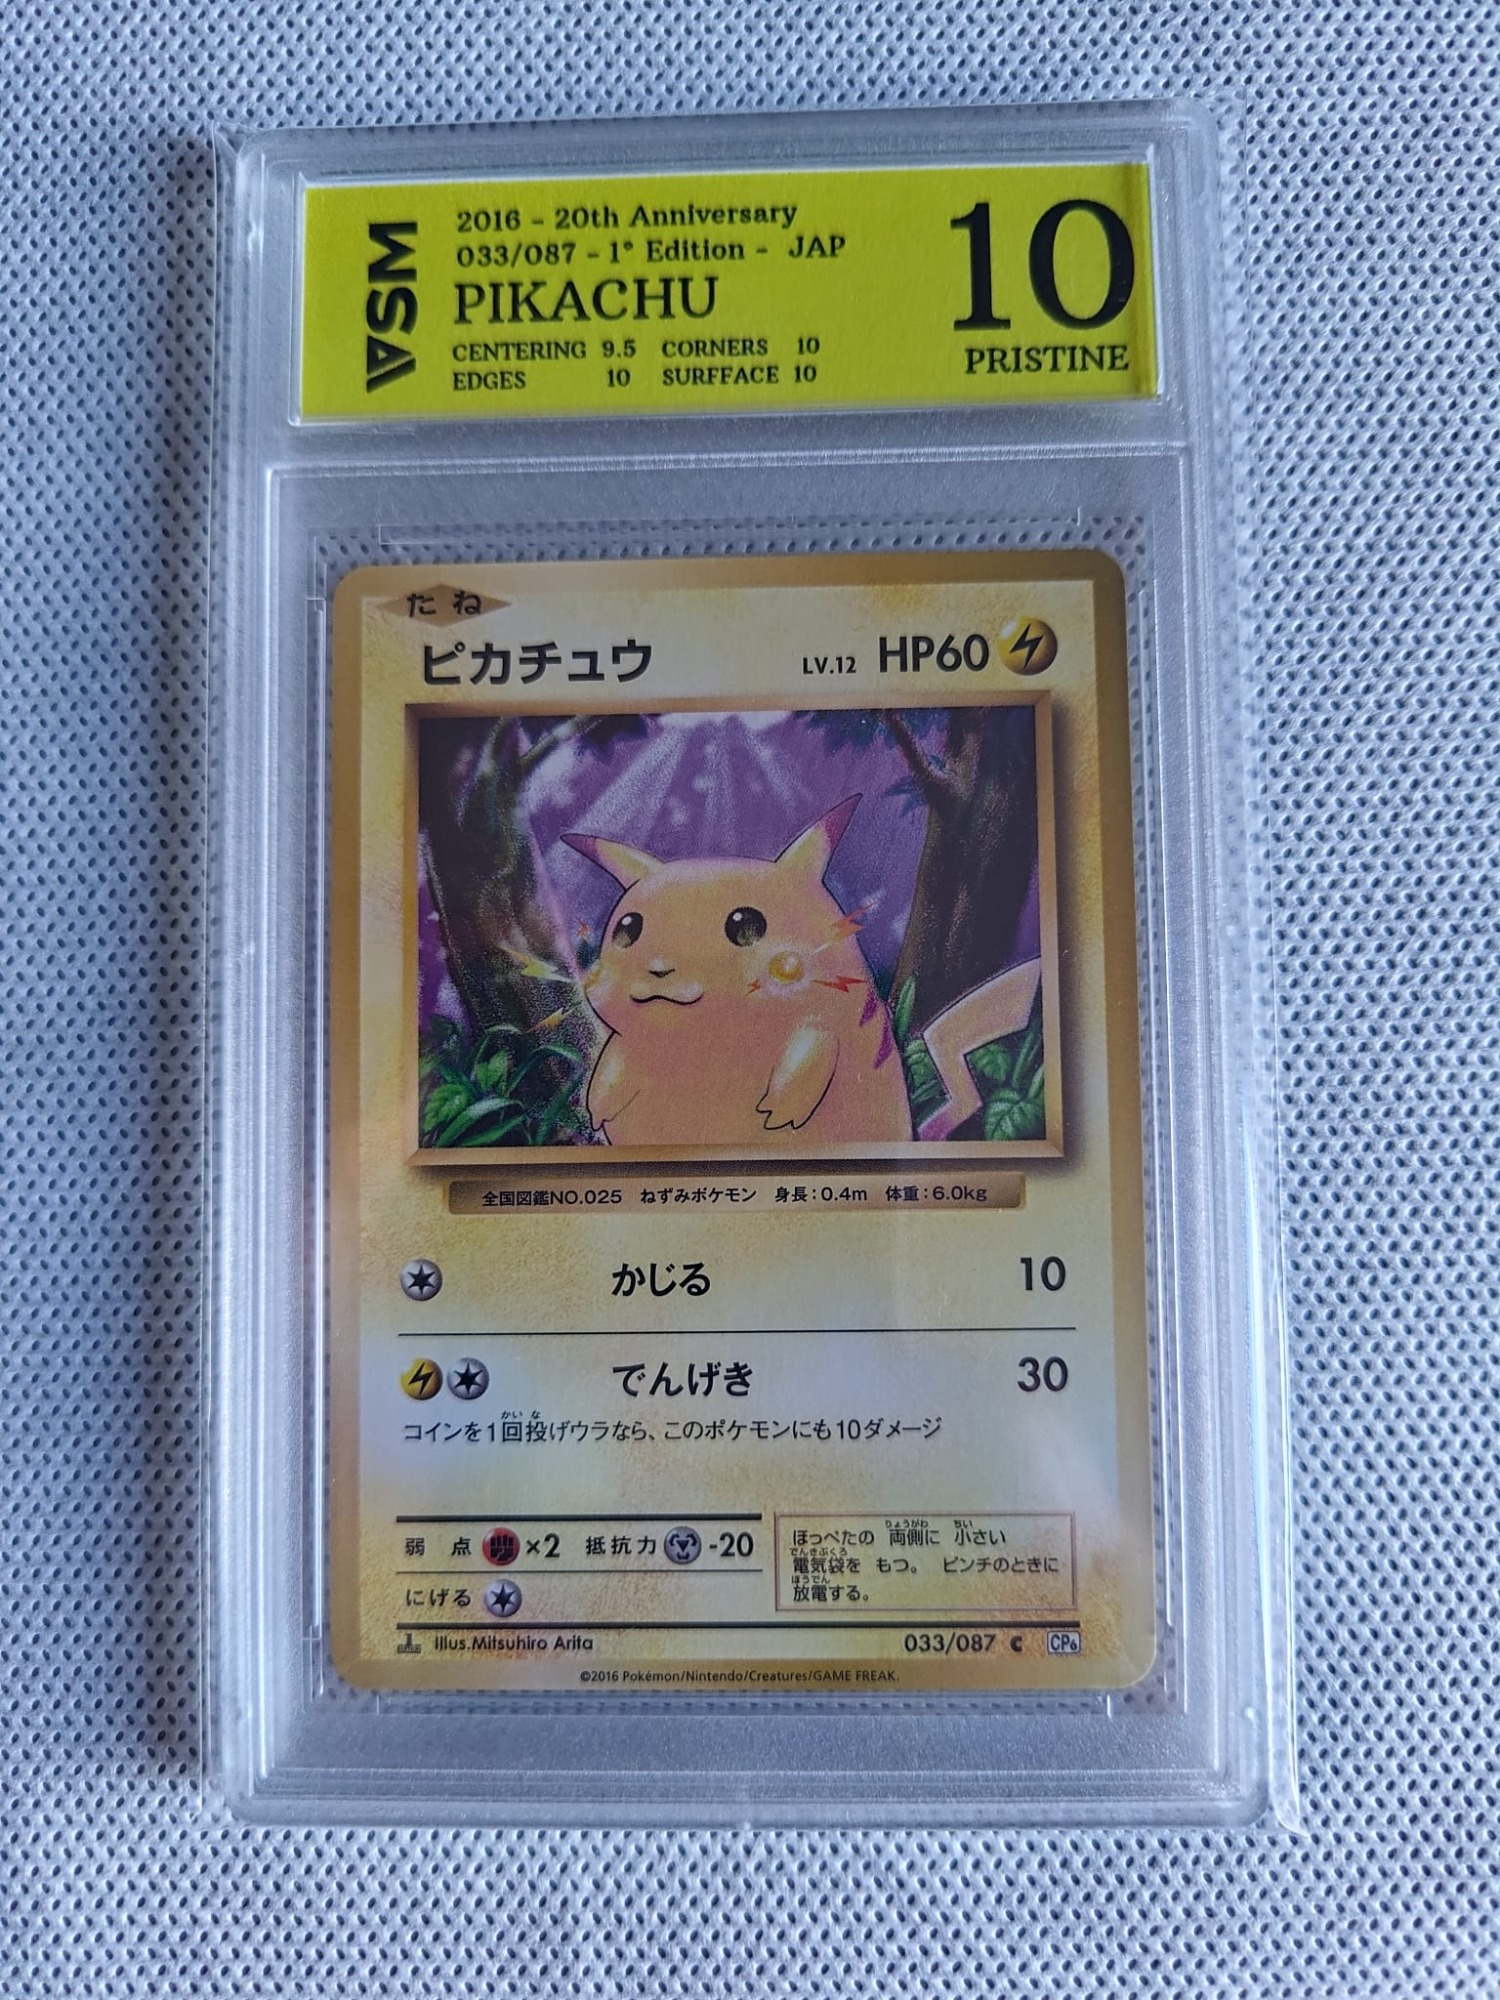 VSM
2016 - 20th Anniversary
033/087 - 1° Edition - JAP
PIKACHU
CENTERING 9.5 CORNERS 10
EDGES 10 SURFFACE 10
10
PRISTINE
たね
ピカチュウ LV.12 HP60
全国図鑑NO.025 ねずみポケモン 身長:0.4m 体重:6.0kg
かじる 10
でんげき 30
コインを1回投げウラなら、このポケモンにも10ダメージ
弱点 ×2 抵抗力 -20
にげる
ほっぺたの 両側に 小さい
電気袋を もつ。 ピンチのときに
放電する。
Illus.Mitsuhiro Arita 033/087 C CP6
©2016 Pokémon/Nintendo/Creatures/GAME FREAK.